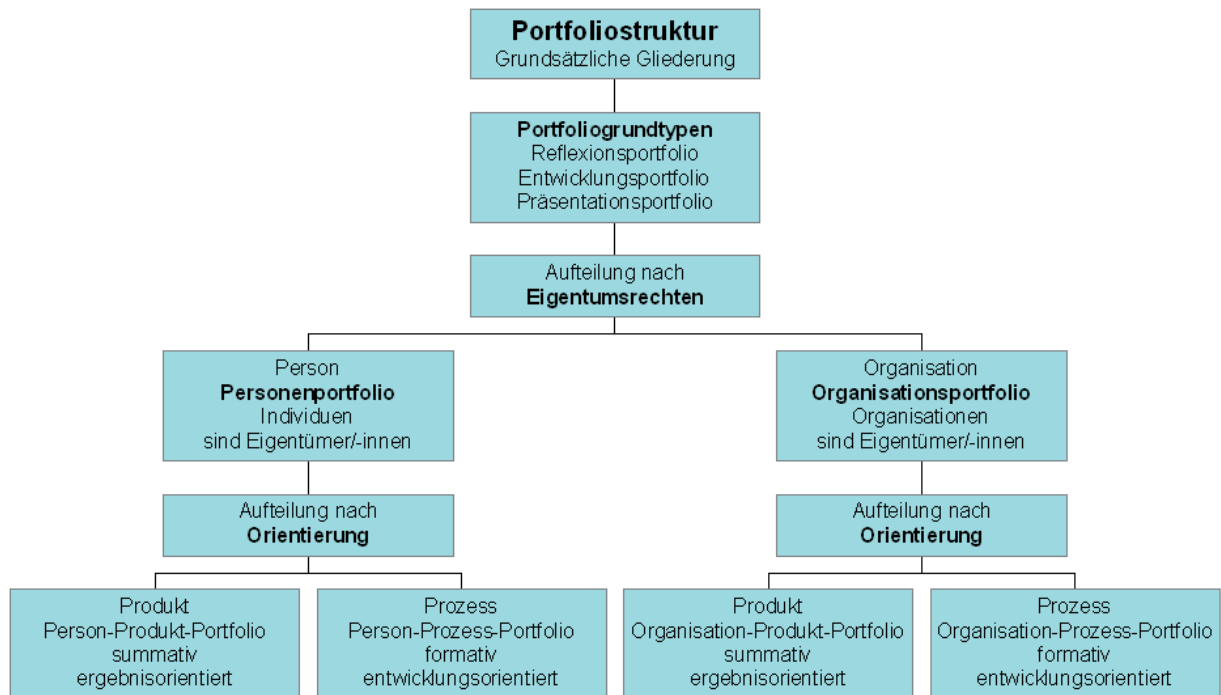 Portfoliostruktur
Grundsätzliche Gliederung
Portfoliogrundtypen
Reflexionsportfolio
Entwicklungsportfolio
Präsentationsportfolio
Aufteilung nach
Eigentumsrechten
Person
Personenportfolio
Individuen
sind Eigentümer/-innen
Organisation
Organisationsportfolio
Organisationen
sind Eigentümer/-innen
Aufteilung nach
Orientierung
Aufteilung nach
Orientierung
Produkt
Person-Produkt-Portfolio
summativ
ergebnisorientiert
Prozess
Person-Prozess-Portfolio
formativ
entwicklungsorientiert
Produkt
Organisation-Produkt-Portfolio
summativ
ergebnisorientiert
Prozess
Organisation-Prozess-Portfolio
formativ
entwicklungsorientiert